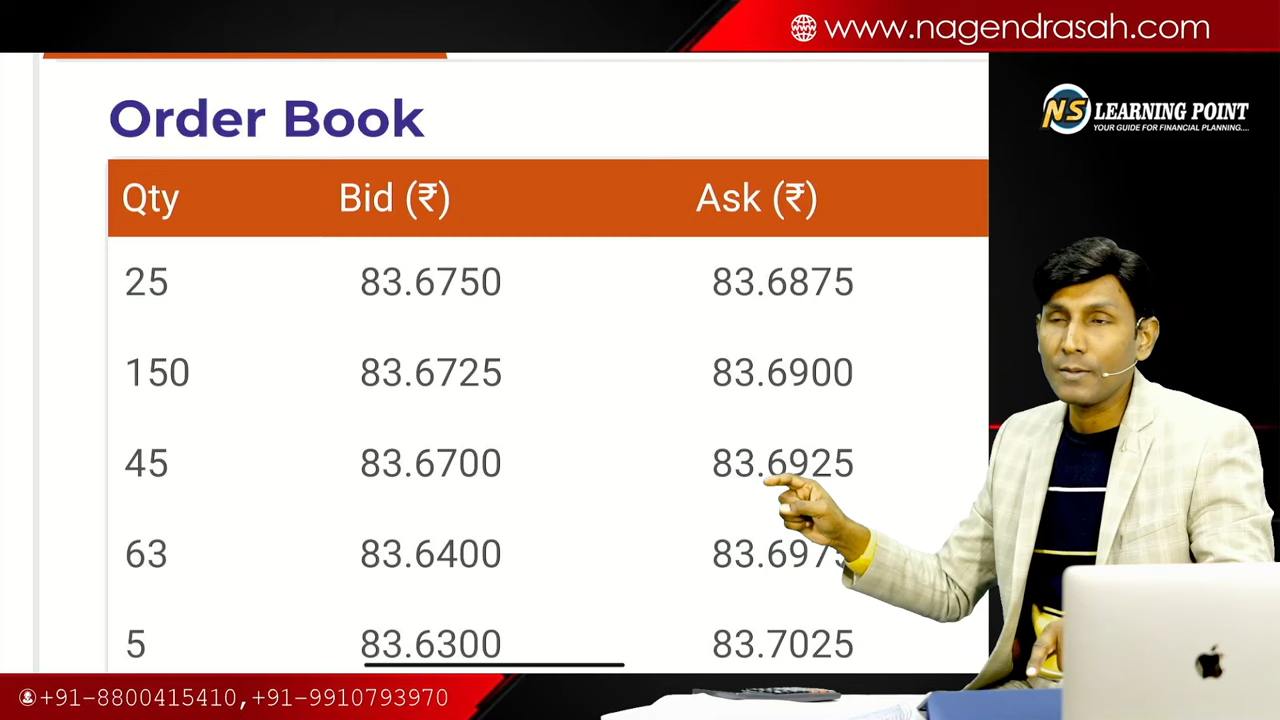 www.nagendrasah.com
NS LEARNING POINT
YOUR GUIDE FOR FINANCIAL PLANNING....
Order Book
Qty Bid (₹) Ask (₹)
25 83.6750 83.6875
150 83.6725 83.6900
45 83.6700 83.6925
63 83.6400 83.697
5 83.6300 83.7025
+91-8800415410,+91-9910793970